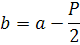 b = a − P/2